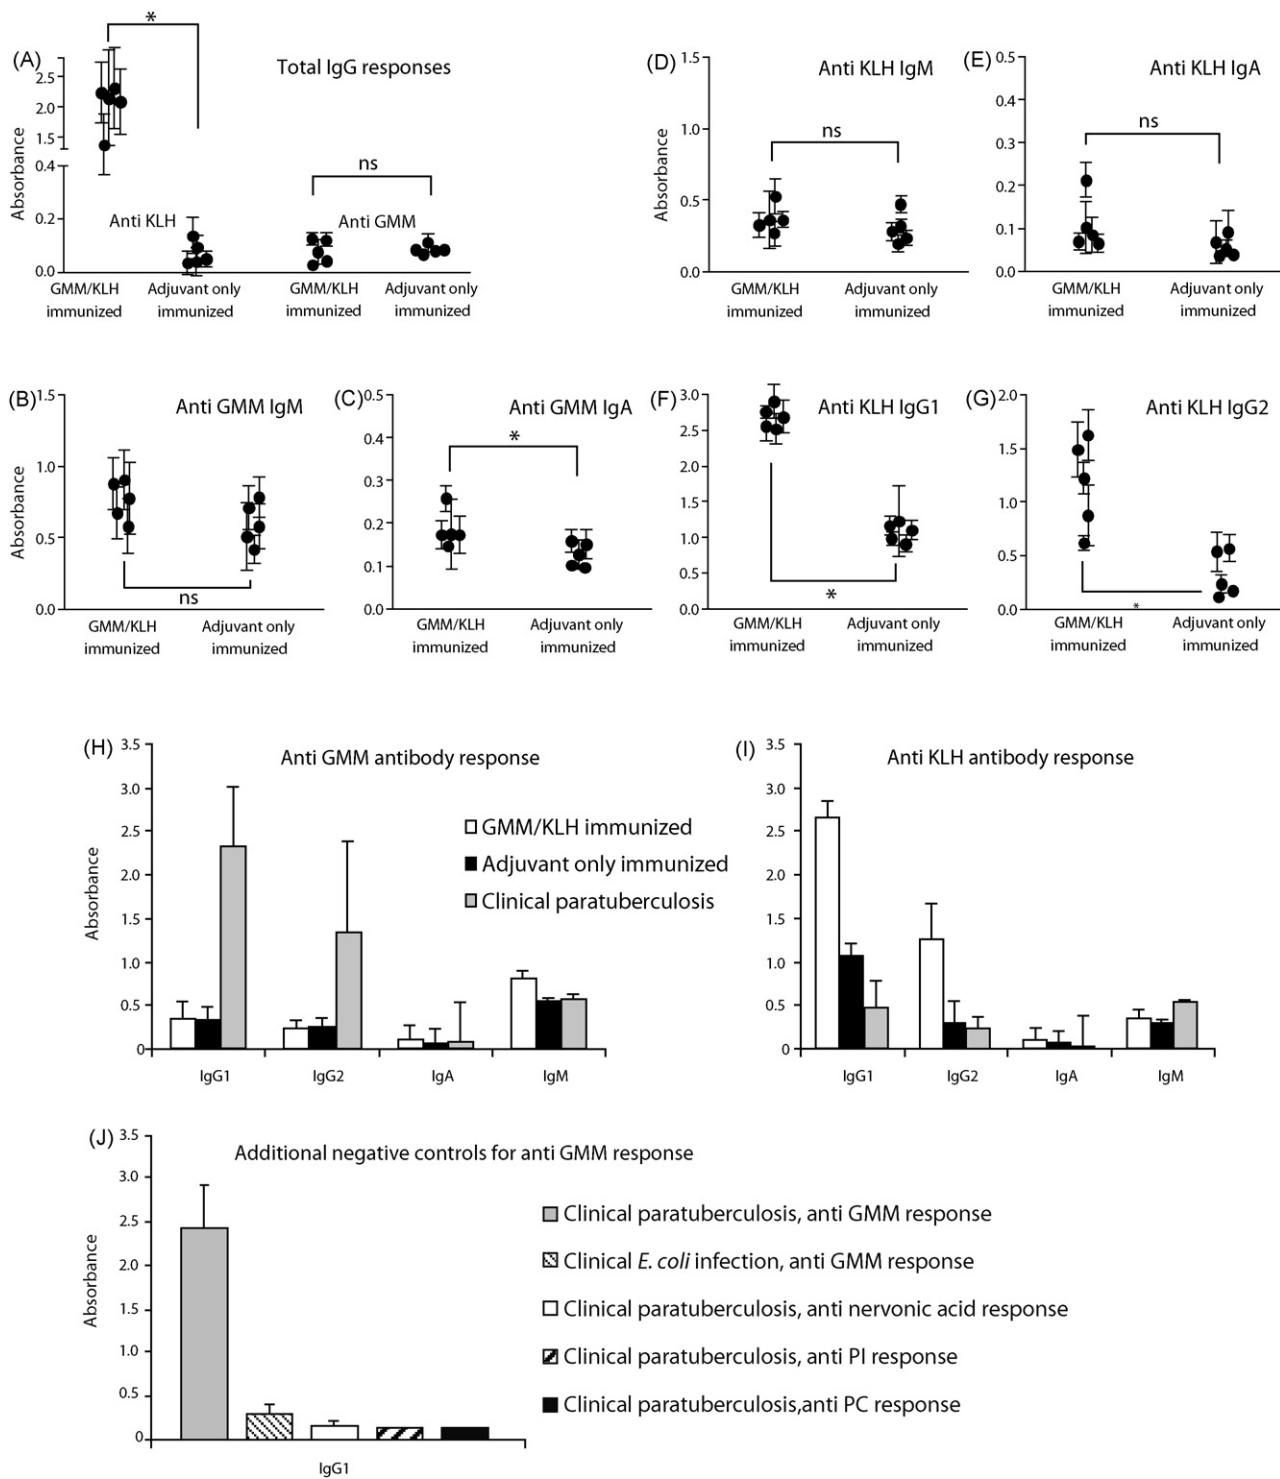 (A)
Total IgG responses
*
Absorbance
2.5
2.0
1.5
0.4
0.2
0.0
Anti KLH
ns
Anti GMM
GMM/KLH
immunized
Adjuvant only
immunized
GMM/KLH
immunized
Adjuvant only
immunized
(D)
Anti KLH IgM
Absorbance
1.5
1.0
0.5
0.0
ns
GMM/KLH
immunized
Adjuvant only
immunized
(E)
Anti KLH IgA
0.5
0.4
0.3
0.2
0.1
0.0
ns
GMM/KLH
immunized
Adjuvant only
immunized
(B)
Anti GMM IgM
Absorbance
1.5
1.0
0.5
0.0
ns
GMM/KLH
immunized
Adjuvant only
immunized
(C)
Anti GMM IgA
0.5
0.4
0.3
0.2
0.1
0.0
*
GMM/KLH
immunized
Adjuvant only
immunized
(F)
Anti KLH IgG1
3.0
2.5
2.0
1.5
1.0
0.5
0.0
*
GMM/KLH
immunized
Adjuvant only
immunized
(G)
Anti KLH IgG2
2.0
1.5
1.0
0.5
0.0
*
GMM/KLH
immunized
Adjuvant only
immunized
(H)
Anti GMM antibody response
Absorbance
3.5
3.0
2.5
2.0
1.5
1.0
0.5
0
GMM/KLH immunized
Adjuvant only immunized
Clinical paratuberculosis
IgG1
IgG2
IgA
IgM
(I)
Anti KLH antibody response
3.5
3.0
2.5
2.0
1.5
1.0
0.5
0
IgG1
IgG2
IgA
IgM
(J)
Additional negative controls for anti GMM response
Absorbance
3.5
3.0
2.5
2.0
1.5
1.0
0.5
0
Clinical paratuberculosis, anti GMM response
Clinical E. coli infection, anti GMM response
Clinical paratuberculosis, anti nervonic acid response
Clinical paratuberculosis, anti PI response
Clinical paratuberculosis,anti PC response
IgG1